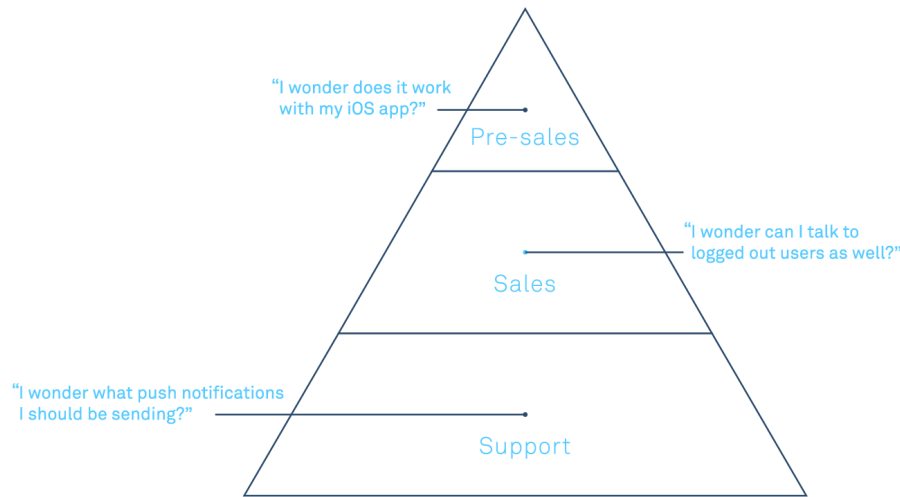 “I wonder does it work
with my iOS app?”
Pre-sales
“I wonder can I talk to
logged out users as well?”
Sales
“I wonder what push notifications
I should be sending?”
Support